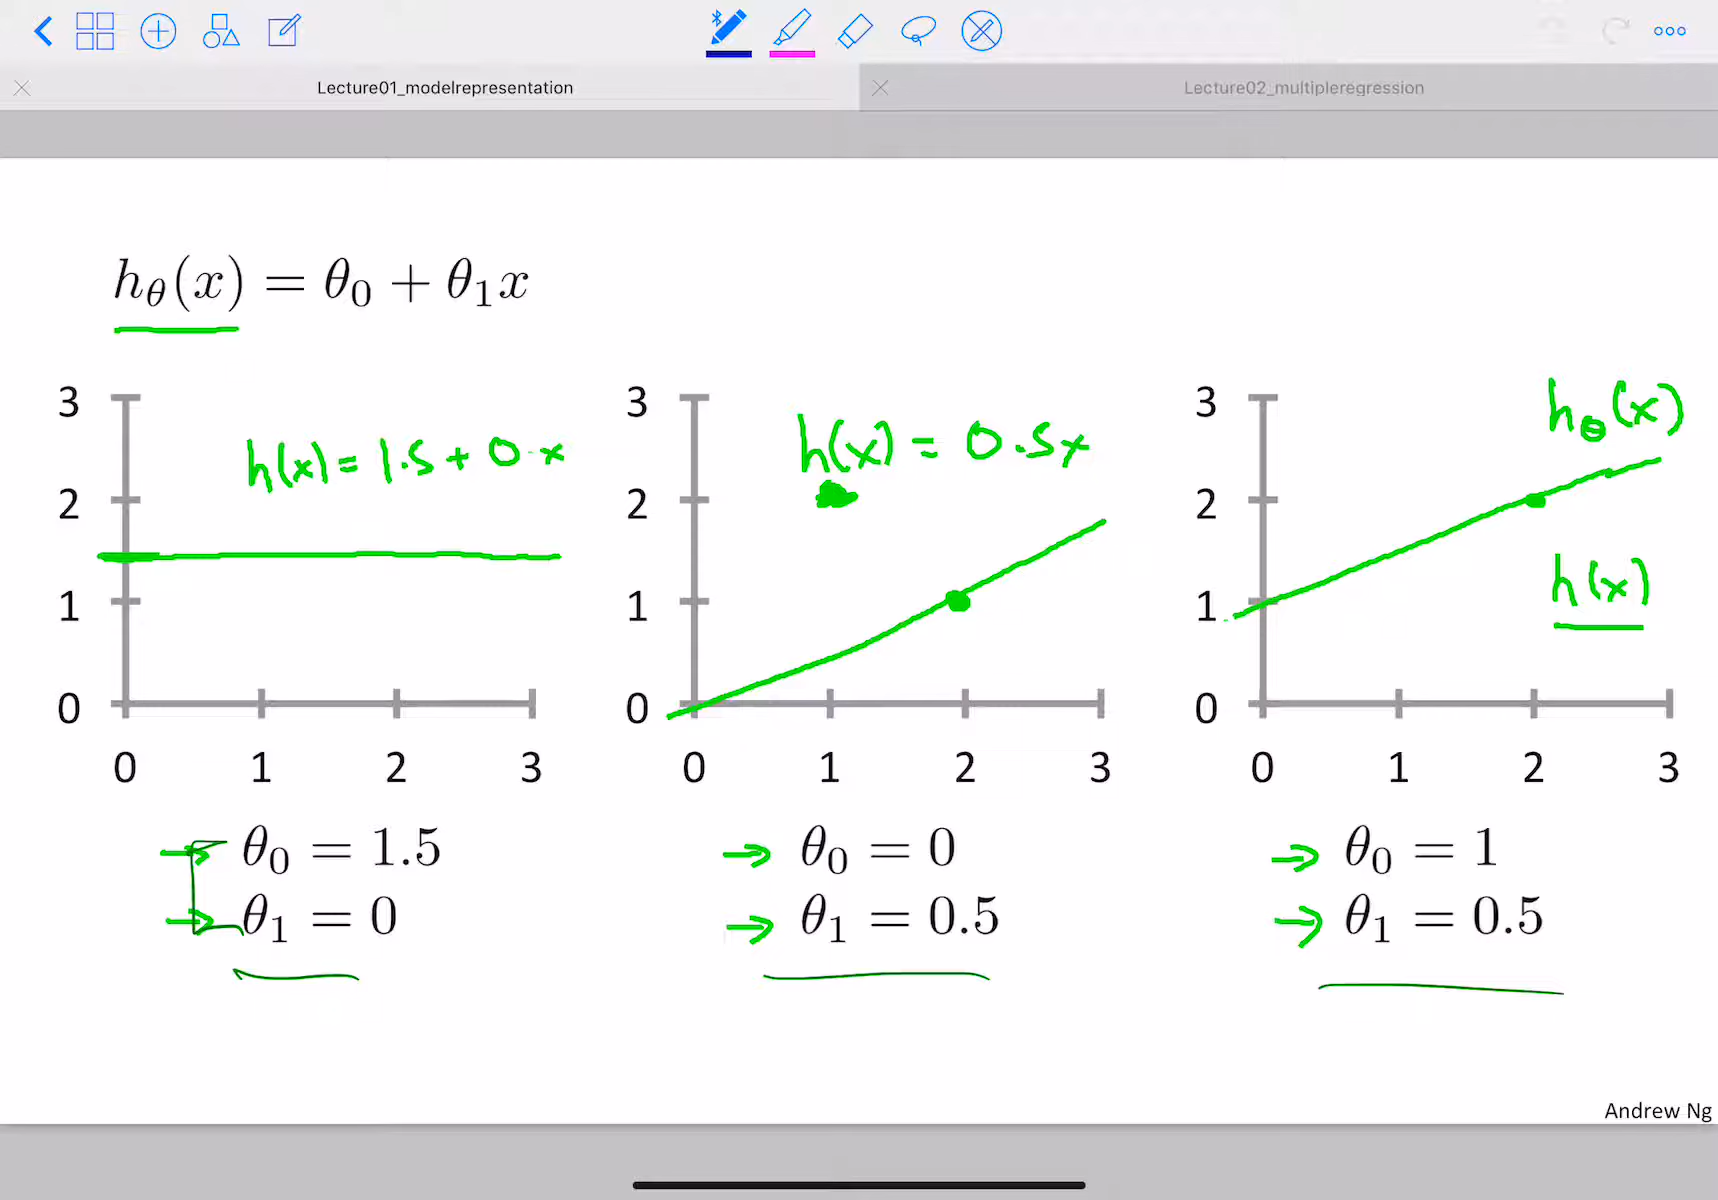 Lecture01_modelrepresentation
Lecture02_multipleregression
hθ(x) = θ0 + θ1x
3
2
1
0
0 1 2 3
h(x) = 1.5 + 0·x
θ0 = 1.5
θ1 = 0
3
2
1
0
0 1 2 3
h(x) = 0.5x
θ0 = 0
θ1 = 0.5
3
2
1
0
0 1 2 3
hθ(x)
h(x)
θ0 = 1
θ1 = 0.5
Andrew Ng